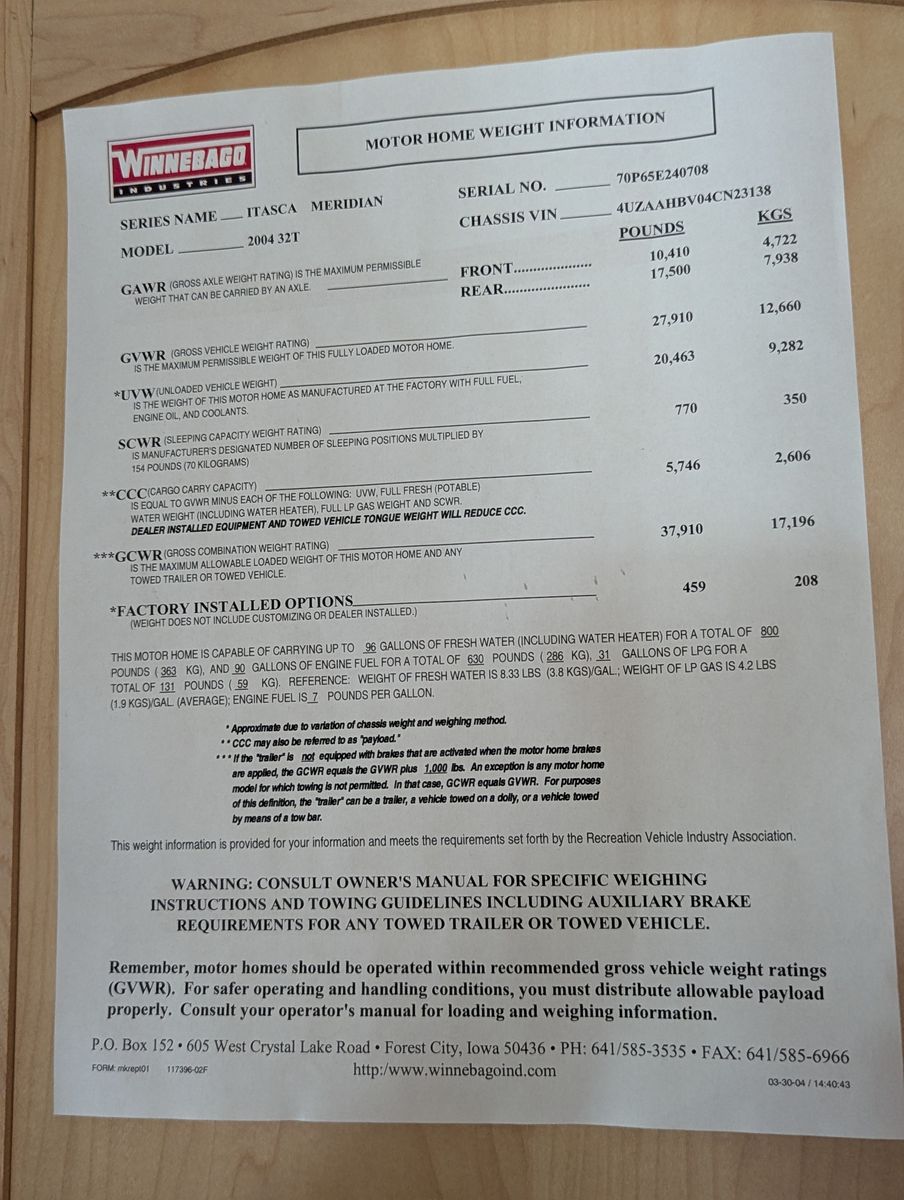 WINNEBAGO
INDUSTRIES
MOTOR HOME WEIGHT INFORMATION
SERIES NAME ITASCA MERIDIAN
SERIAL NO. 70P65E240708
MODEL 2004 32T
CHASSIS VIN 4UZAAHBV04CN23138
POUNDS KGS
GAWR (GROSS AXLE WEIGHT RATING) IS THE MAXIMUM PERMISSIBLE
WEIGHT THAT CAN BE CARRIED BY AN AXLE.
FRONT.................... 10,410 4,722
REAR...................... 17,500 7,938
GVWR (GROSS VEHICLE WEIGHT RATING) 27,910 12,660
IS THE MAXIMUM PERMISSIBLE WEIGHT OF THIS FULLY LOADED MOTOR HOME.
*UVW(UNLOADED VEHICLE WEIGHT) 20,463 9,282
IS THE WEIGHT OF THIS MOTOR HOME AS MANUFACTURED AT THE FACTORY WITH FULL FUEL,
ENGINE OIL, AND COOLANTS.
SCWR (SLEEPING CAPACITY WEIGHT RATING) 770 350
IS MANUFACTURER'S DESIGNATED NUMBER OF SLEEPING POSITIONS MULTIPLIED BY
154 POUNDS (70 KILOGRAMS)
**CCC(CARGO CARRY CAPACITY) 5,746 2,606
IS EQUAL TO GVWR MINUS EACH OF THE FOLLOWING: UVW, FULL FRESH (POTABLE)
WATER WEIGHT (INCLUDING WATER HEATER), FULL LP GAS WEIGHT AND SCWR.
DEALER INSTALLED EQUIPMENT AND TOWED VEHICLE TONGUE WEIGHT WILL REDUCE CCC.
***GCWR(GROSS COMBINATION WEIGHT RATING) 37,910 17,196
IS THE MAXIMUM ALLOWABLE LOADED WEIGHT OF THIS MOTOR HOME AND ANY
TOWED TRAILER OR TOWED VEHICLE.
*FACTORY INSTALLED OPTIONS 459 208
(WEIGHT DOES NOT INCLUDE CUSTOMIZING OR DEALER INSTALLED.)
THIS MOTOR HOME IS CAPABLE OF CARRYING UP TO 96 GALLONS OF FRESH WATER (INCLUDING WATER HEATER) FOR A TOTAL OF 800
POUNDS ( 363 KG), AND 90 GALLONS OF ENGINE FUEL FOR A TOTAL OF 630 POUNDS ( 286 KG), 31 GALLONS OF LPG FOR A
TOTAL OF 131 POUNDS ( 59 KG). REFERENCE: WEIGHT OF FRESH WATER IS 8.33 LBS (3.8 KGS)/GAL.; WEIGHT OF LP GAS IS 4.2 LBS
(1.9 KGS)/GAL. (AVERAGE); ENGINE FUEL IS 7 POUNDS PER GALLON.
* Approximate due to variation of chassis weight and weighing method.
** CCC may also be referred to as "payload."
*** If the "trailer" is not equipped with brakes that are activated when the motor home brakes
are applied, the GCWR equals the GVWR plus 1,000 lbs. An exception is any motor home
model for which towing is not permitted. In that case, GCWR equals GVWR. For purposes
of this definition, the "trailer" can be a trailer, a vehicle towed on a dolly, or a vehicle towed
by means of a tow bar.
This weight information is provided for your information and meets the requirements set forth by the Recreation Vehicle Industry Association.
WARNING: CONSULT OWNER'S MANUAL FOR SPECIFIC WEIGHING
INSTRUCTIONS AND TOWING GUIDELINES INCLUDING AUXILIARY BRAKE
REQUIREMENTS FOR ANY TOWED TRAILER OR TOWED VEHICLE.
Remember, motor homes should be operated within recommended gross vehicle weight ratings
(GVWR). For safer operating and handling conditions, you must distribute allowable payload
properly. Consult your operator's manual for loading and weighing information.
P.O. Box 152 • 605 West Crystal Lake Road • Forest City, Iowa 50436 • PH: 641/585-3535 • FAX: 641/585-6966
FORM: mkrept01 117396-02F
http:/www.winnebagoind.com
03-30-04 / 14:40:43